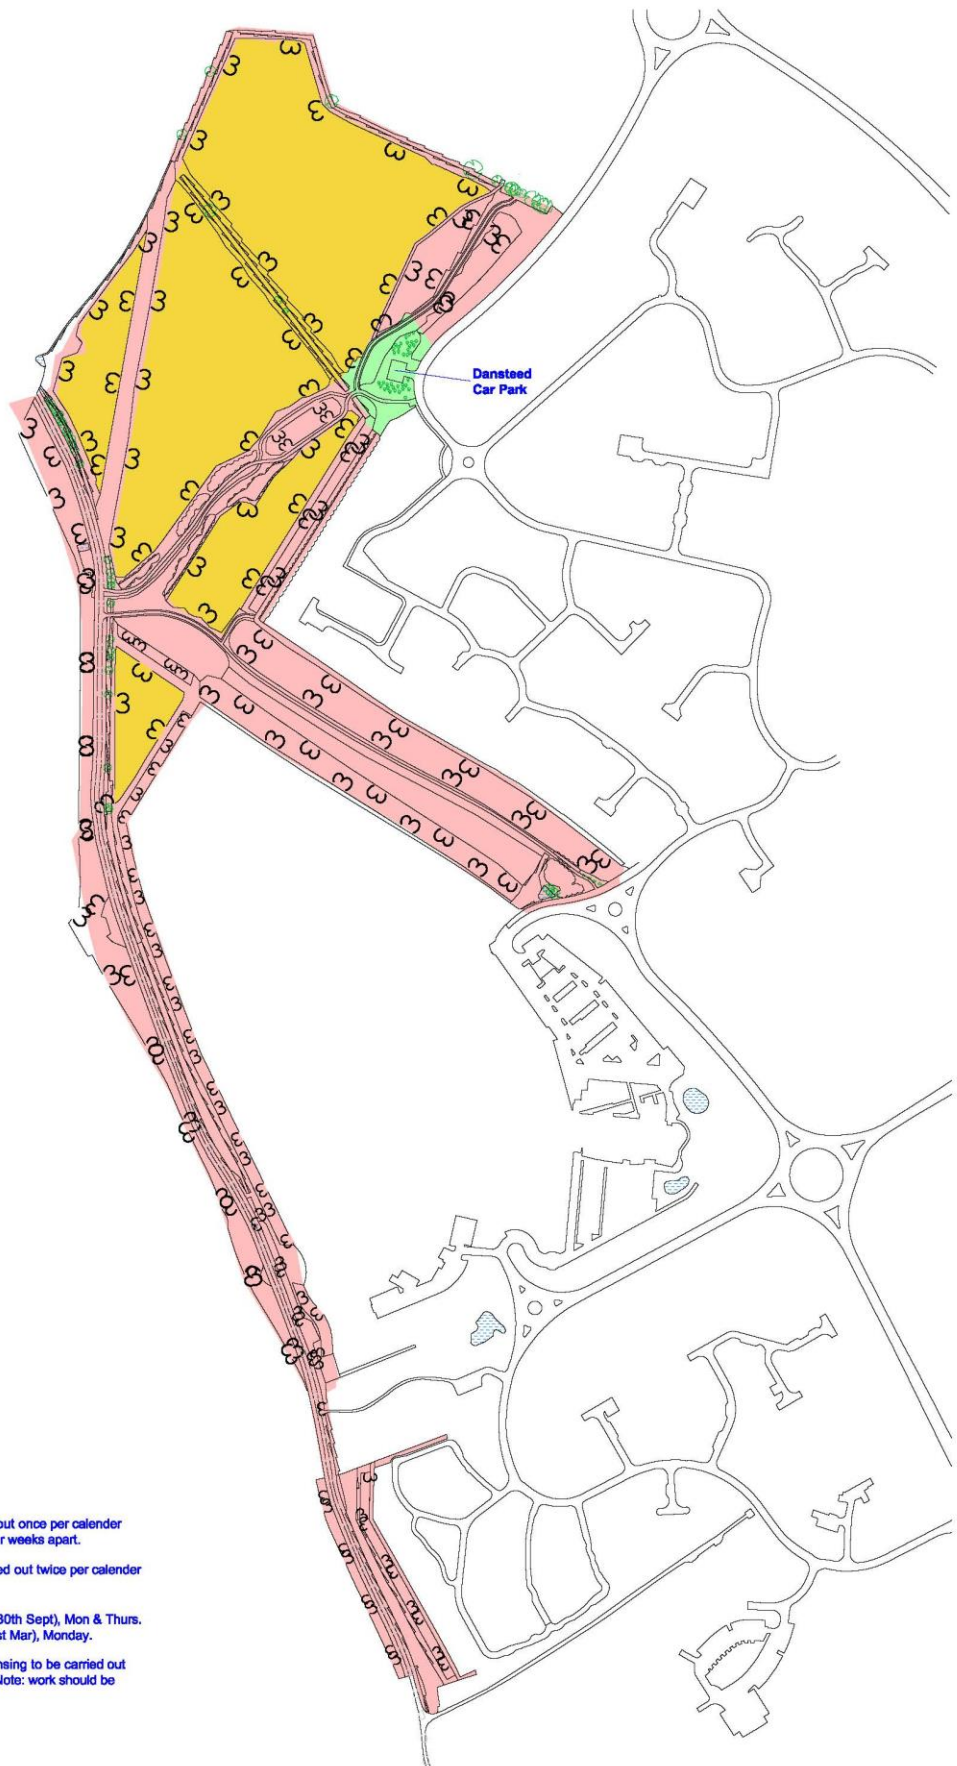 Dansteed
Car Park
out once per calender
r weeks apart.
ed out twice per calender
30th Sept), Mon & Thurs.
st Mar), Monday.
nsing to be carried out
Note: work should be